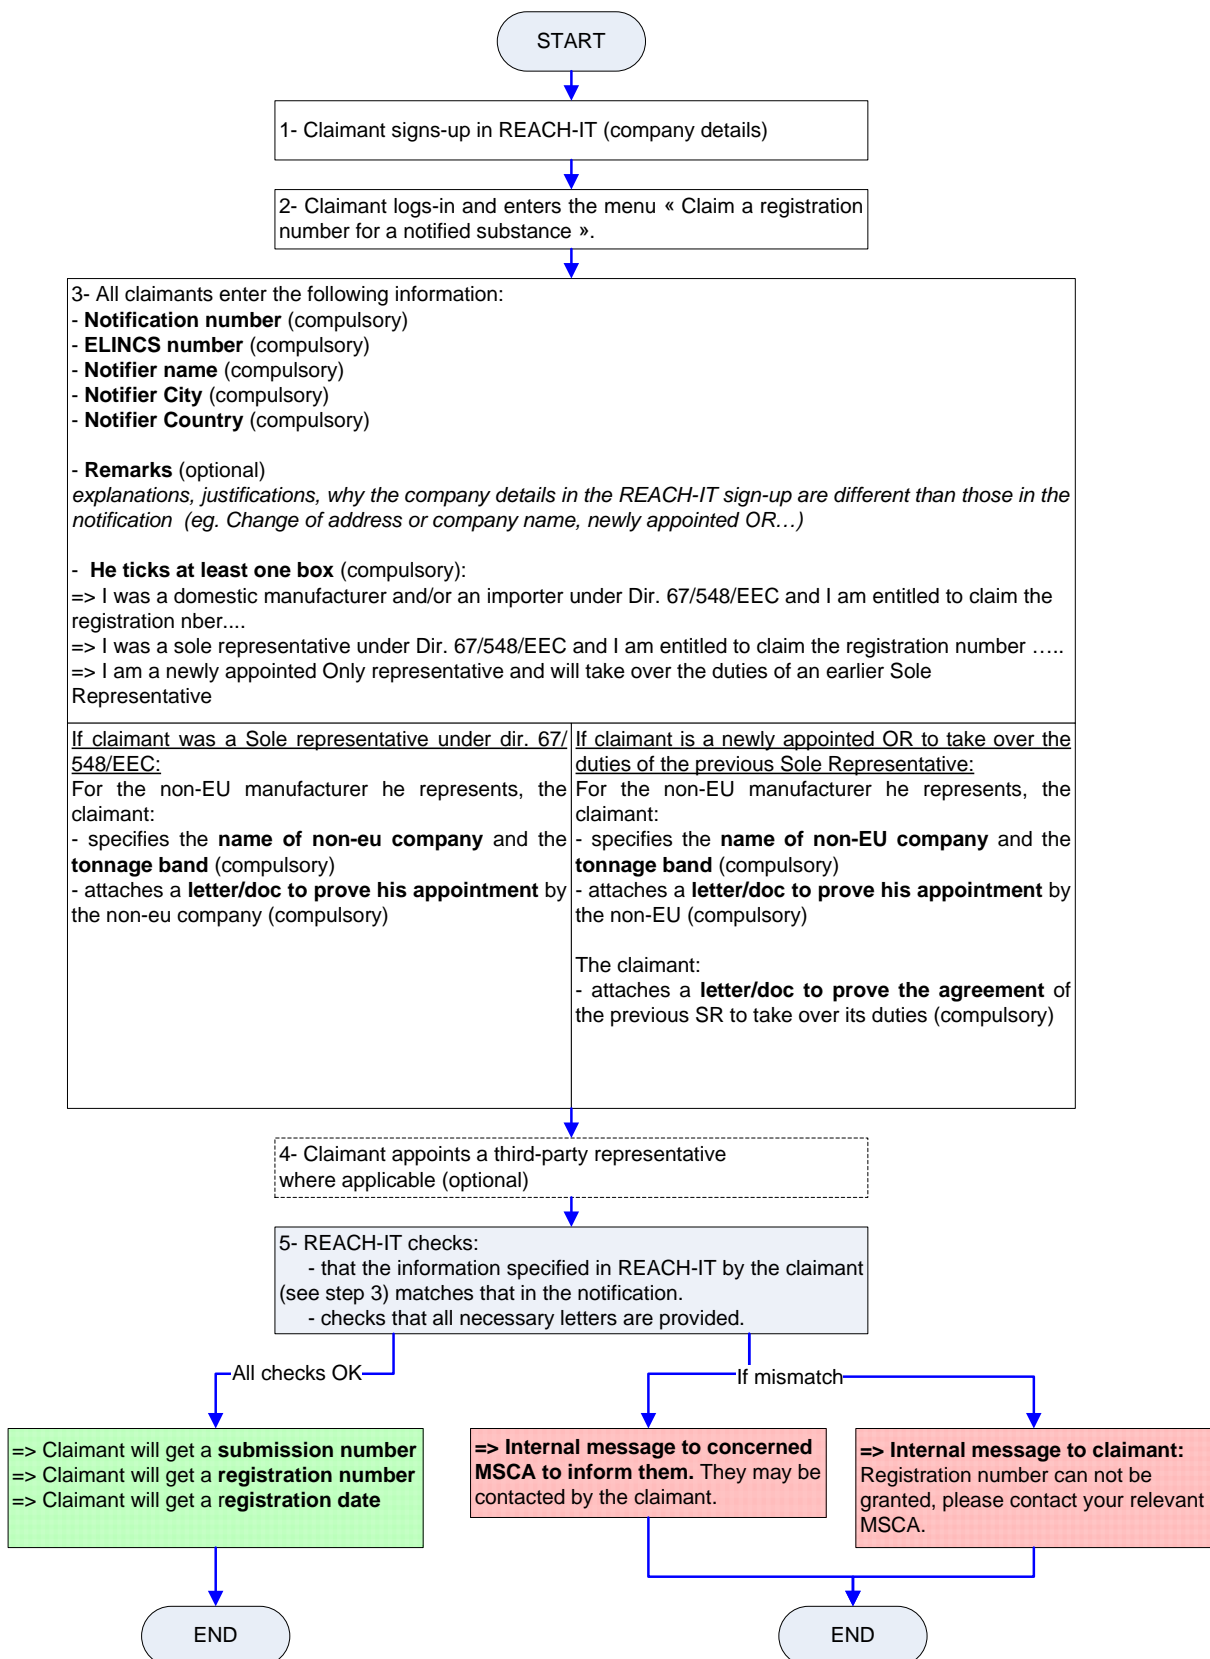 START
1- Claimant signs-up in REACH-IT (company details)
2- Claimant logs-in and enters the menu « Claim a registration
number for a notified substance ».
3- All claimants enter the following information:
- Notification number (compulsory)
- ELINCS number (compulsory)
- Notifier name (compulsory)
- Notifier City (compulsory)
- Notifier Country (compulsory)
- Remarks (optional)
explanations, justifications, why the company details in the REACH-IT sign-up are different than those in the
notification (eg. Change of address or company name, newly appointed OR…)
- He ticks at least one box (compulsory):
=> I was a domestic manufacturer and/or an importer under Dir. 67/548/EEC and I am entitled to claim the
registration nber....
=> I was a sole representative under Dir. 67/548/EEC and I am entitled to claim the registration number …..
=> I am a newly appointed Only representative and will take over the duties of an earlier Sole
Representative
If claimant was a Sole representative under dir. 67/
548/EEC:
For the non-EU manufacturer he represents, the
claimant:
- specifies the name of non-eu company and the
tonnage band (compulsory)
- attaches a letter/doc to prove his appointment by
the non-eu company (compulsory)
If claimant is a newly appointed OR to take over the
duties of the previous Sole Representative:
For the non-EU manufacturer he represents, the
claimant:
- specifies the name of non-EU company and the
tonnage band (compulsory)
- attaches a letter/doc to prove his appointment by
the non-EU (compulsory)
The claimant:
- attaches a letter/doc to prove the agreement of
the previous SR to take over its duties (compulsory)
4- Claimant appoints a third-party representative
where applicable (optional)
5- REACH-IT checks:
- that the information specified in REACH-IT by the claimant
(see step 3) matches that in the notification.
- checks that all necessary letters are provided.
All checks OK
If mismatch
=> Claimant will get a submission number
=> Claimant will get a registration number
=> Claimant will get a registration date
=> Internal message to concerned
MSCA to inform them. They may be
contacted by the claimant.
=> Internal message to claimant:
Registration number can not be
granted, please contact your relevant
MSCA.
END
END